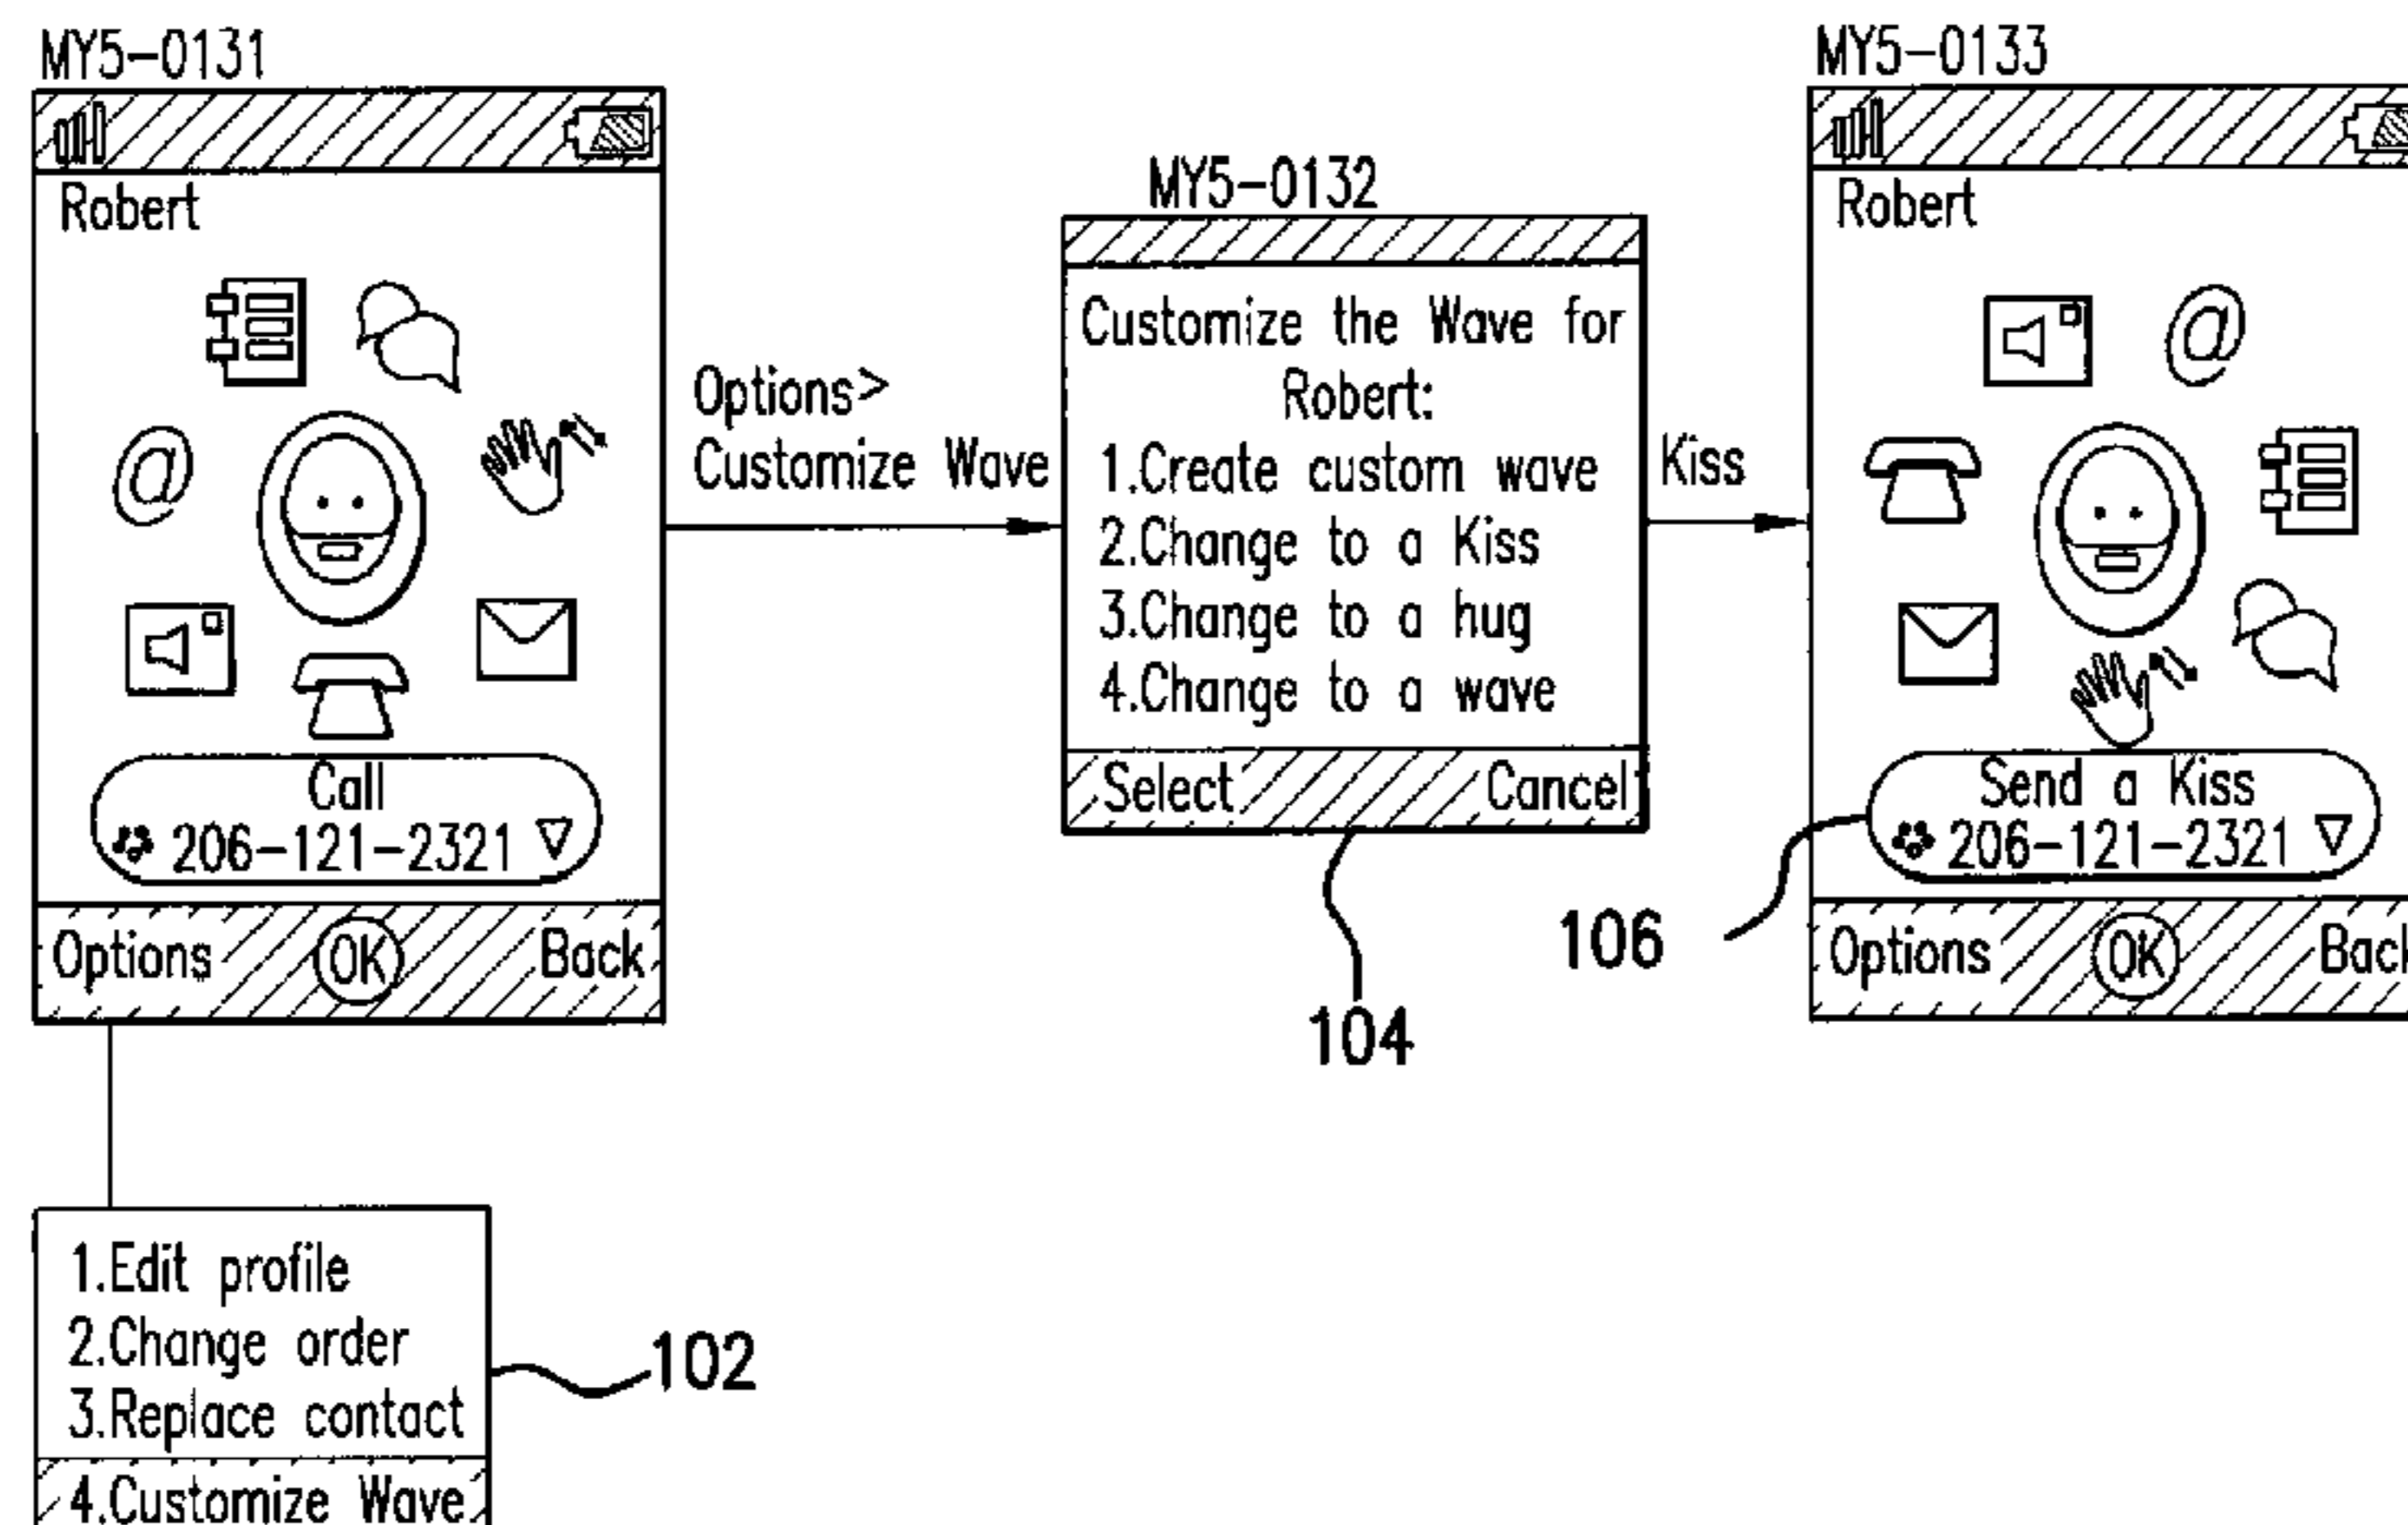 MY5-0131
Robert
@
Call
206-121-2321
Options OK Back
1.Edit profile
2.Change order
3.Replace contact
4.Customize Wave
102
Options>
Customize Wave
MY5-0132
Customize the Wave for
Robert:
1.Create custom wave
2.Change to a Kiss
3.Change to a hug
4.Change to a wave
Select Cancel
104
Kiss
MY5-0133
Robert
@
Send a Kiss
206-121-2321
106
Options OK Back